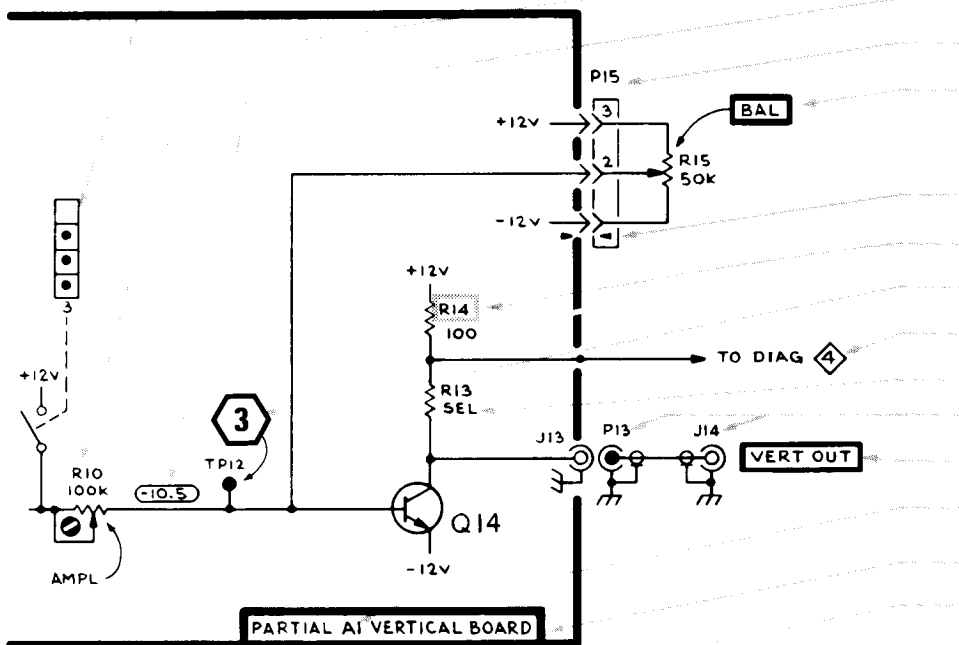 P15
BAL
+12V
3
2
R15
50K
-12V
3
+12V
R14
100
TO DIAG 4
R13
SEL
+12V
3
J13
P13
J14
VERT OUT
R10
100K
-10.5
TP12
Q14
AMPL
-12V
PARTIAL A1 VERTICAL BOARD